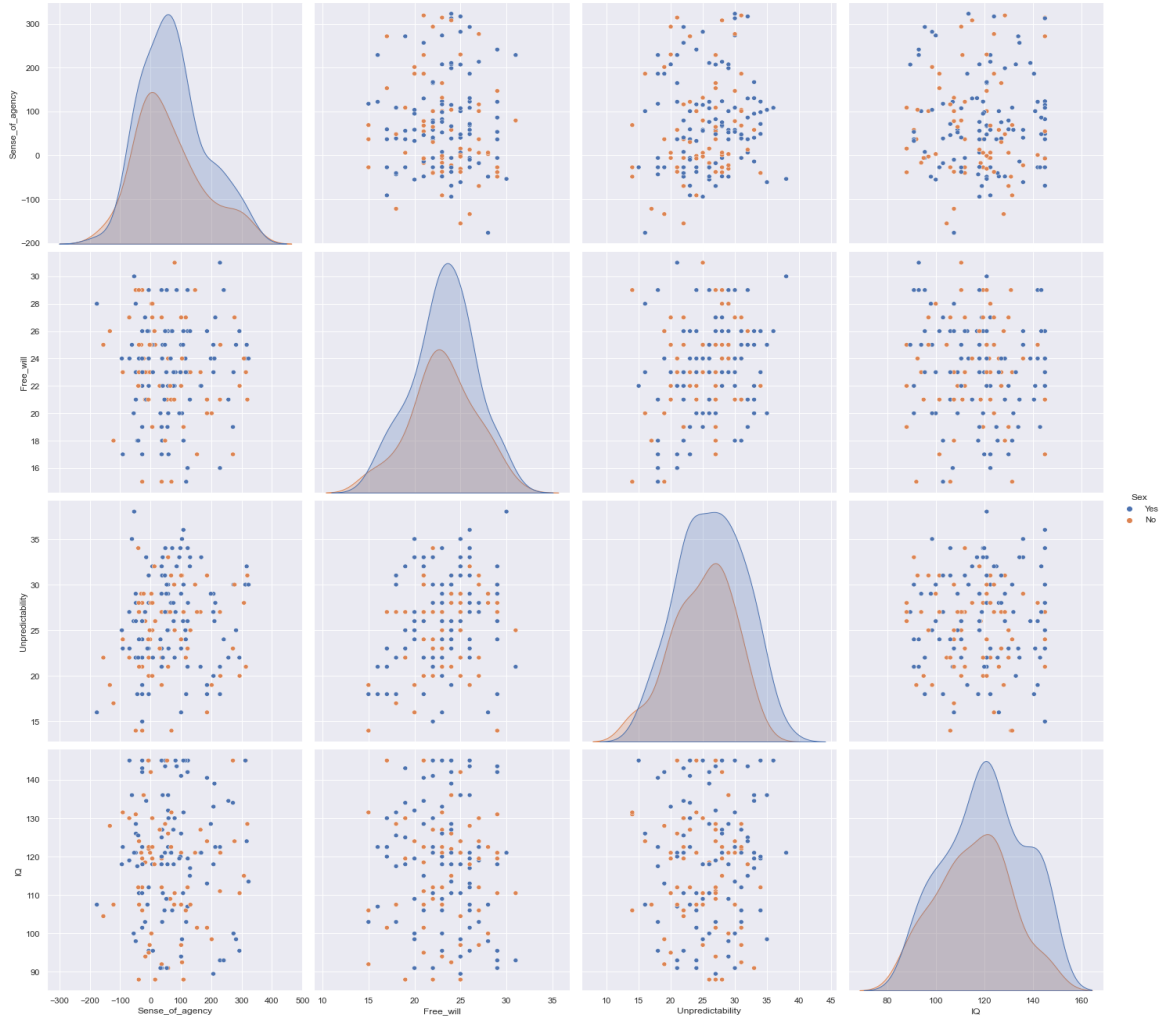 300
200
100
0
−100
−200
Sense_of_agency
30
28
26
24
22
20
18
16
Free_will
Sex
Yes
No
35
30
25
20
15
Unpredictability
140
130
120
110
100
90
IQ
−300 −200 −100 0 100 200 300 400 500
10 15 20 25 30 35
10 15 20 25 30 35 40 45
80 100 120 140 160
Sense_of_agency Free_will Unpredictability IQ